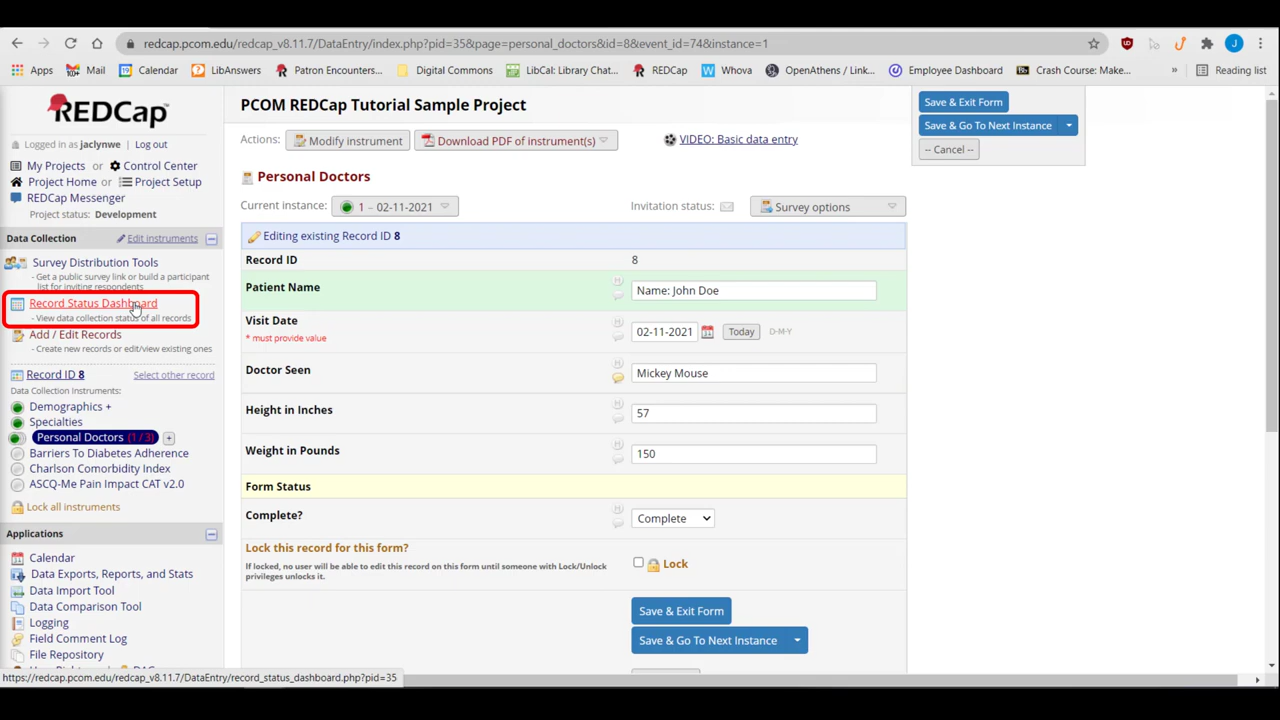 redcap.pcom.edu/redcap_v8.11.7/DataEntry/index.php?pid=35&page=personal_doctors&id=8&event_id=74&instance=1
J
Apps
10+ Mail
Calendar
LibAnswers
Patron Encounters...
Digital Commons
LibCal: Library Chat...
REDCap
Whova
OpenAthens / Link...
Employee Dashboard
Crash Course: Make...
»
Reading list
REDCap
Logged in as jaclynwe | Log out
My Projects or Control Center
Project Home or Project Setup
REDCap Messenger
Project status: Development
Data Collection Edit instruments
Survey Distribution Tools
- Get a public survey link or build a participant
list for inviting respondents
Record Status Dashboard
- View data collection status of all records
Add / Edit Records
- Create new records or edit/view existing ones
Record ID 8 Select other record
Data Collection Instruments:
Demographics +
Specialties
Personal Doctors (1 / 3) +
Barriers To Diabetes Adherence
Charlson Comorbidity Index
ASCQ-Me Pain Impact CAT v2.0
Lock all instruments
Applications
Calendar
Data Exports, Reports, and Stats
Data Import Tool
Data Comparison Tool
Logging
Field Comment Log
File Repository
PCOM REDCap Tutorial Sample Project
Actions: Modify instrument Download PDF of instrument(s) VIDEO: Basic data entry
Personal Doctors
Current instance: 1 – 02-11-2021 Invitation status: Survey options
Editing existing Record ID 8
Record ID 8
Patient Name Name: John Doe
Visit Date 02-11-2021 Today D-M-Y
* must provide value
Doctor Seen Mickey Mouse
Height in Inches 57
Weight in Pounds 150
Form Status
Complete? Complete
Lock this record for this form?
If locked, no user will be able to edit this record on this form until someone with Lock/Unlock
privileges unlocks it.
Lock
Save & Exit Form
Save & Go To Next Instance
Save & Exit Form
Save & Go To Next Instance
-- Cancel --
https://redcap.pcom.edu/redcap_v8.11.7/DataEntry/record_status_dashboard.php?pid=35